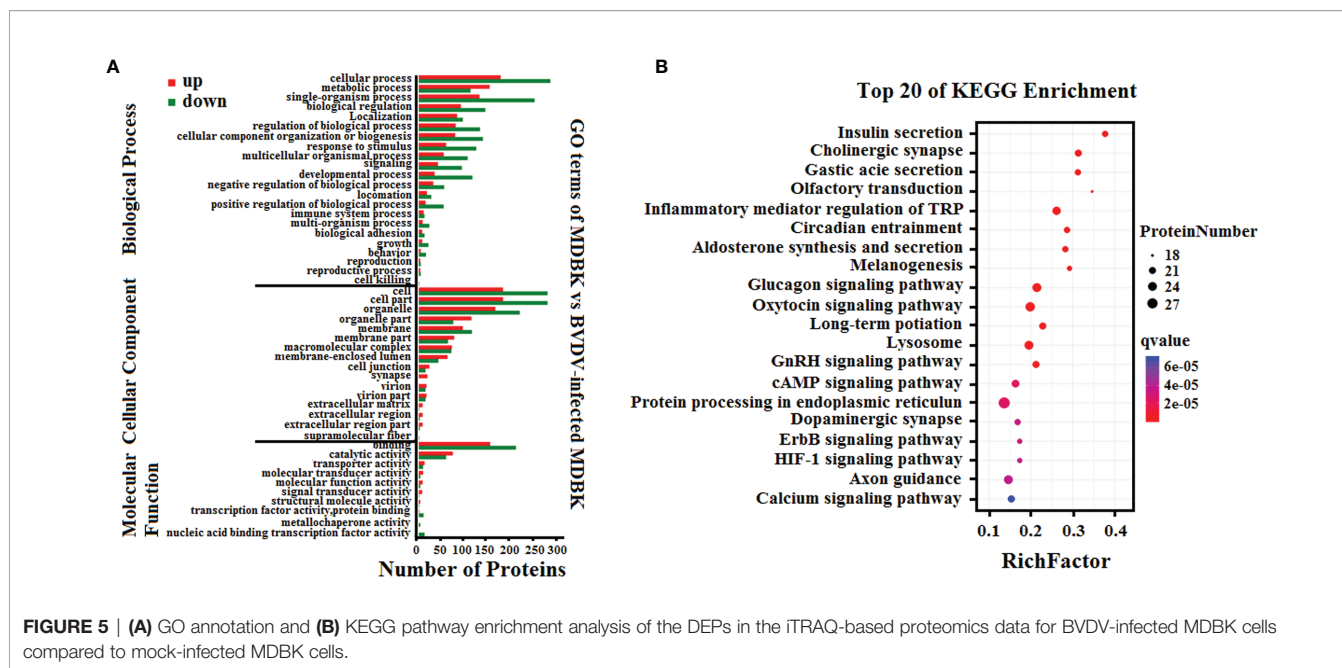 A
up
down
Biological Process
cellular process
metabolic process
single-organism process
biological regulation
Localization
regulation of biological process
cellular component organization or biogenesis
response to stimulus
multicellular organismal process
signaling
developmental process
negative regulation of biological process
locomation
positive regulation of biological process
immune system process
multi-organism process
biological adhesion
growth
behavior
reproduction
reproductive process
cell killing
Cellular Component
cell
cell part
organelle
organelle part
membrane
membrane part
macromolecular complex
membrane-enclosed lumen
cell junction
synapse
virion
virion part
extracellular matrix
extracellular region
extracellular region part
supramolecular fiber
Molecular Function
binding
catalytic activity
transporter activity
molecular transducer activity
molecular function activity
signal transducer activity
structural molecule activity
transcription factor activity,protein binding
metallochaperone activity
nucleic acid binding transcription factor activity
0 50 100 150 200 250 300
Number of Proteins
GO terms of MDBK vs BVDV-infected MDBK
B
Top 20 of KEGG Enrichment
Insulin secretion
Cholinergic synapse
Gastic acie secretion
Olfactory transduction
Inflammatory mediator regulation of TRP
Circadian entrainment
Aldosterone synthesis and secretion
Melanogenesis
Glucagon signaling pathway
Oxytocin signaling pathway
Long-term potiation
Lysosome
GnRH signaling pathway
cAMP signaling pathway
Protein processing in endoplasmic reticulun
Dopaminergic synapse
ErbB signaling pathway
HIF-1 signaling pathway
Axon guidance
Calcium signaling pathway
0.1 0.2 0.3 0.4
RichFactor
ProteinNumber
18
21
24
27
qvalue
6e-05
4e-05
2e-05
FIGURE 5 | (A) GO annotation and (B) KEGG pathway enrichment analysis of the DEPs in the iTRAQ-based proteomics data for BVDV-infected MDBK cells
compared to mock-infected MDBK cells.